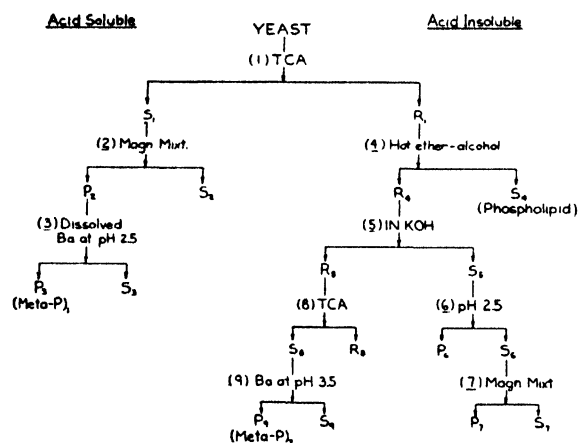 Acid Soluble
YEAST
Acid Insoluble
(1) TCA
S₁
R₁
(2) Magn Mixt.
(4) Hot ether-alcohol
P₂
S₂
R₄
S₄
(Phospholipid)
(3) Dissolved
Ba at pH 2.5
(5) IN KOH
P₃
S₃
(Meta-P)₁
R₅
S₅
(8) TCA
(6) pH 2.5
S₈
R₈
P₆
S₆
(9) Ba at pH 3.5
(7) Magn Mixt
P₉
S₉
(Meta-P)₂
P₇
S₇